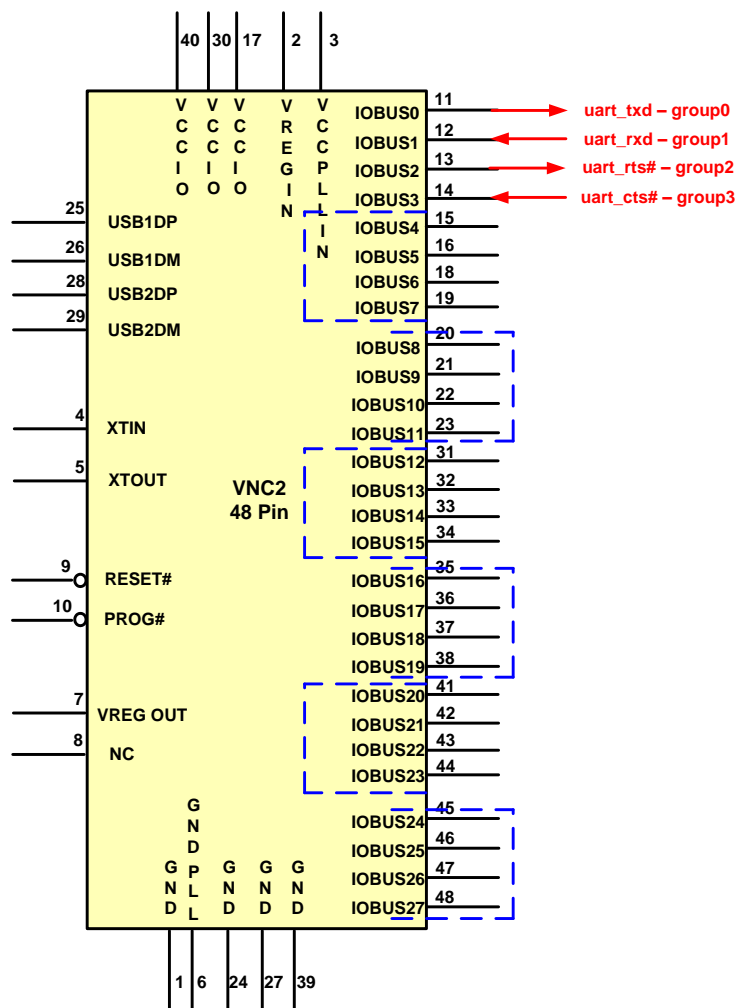 40 30 17 2 3
VCCIO VCCIO VCCIO VREGIN VCCPLLIN
IOBUS0 11 uart_txd – group0
IOBUS1 12 uart_rxd – group1
IOBUS2 13 uart_rts# – group2
IOBUS3 14 uart_cts# – group3
25 USB1DP
IOBUS4 15
26 USB1DM
IOBUS5 16
28 USB2DP
IOBUS6 18
IOBUS7 19
29 USB2DM
IOBUS8 20
IOBUS9 21
IOBUS10 22
4 XTIN
IOBUS11 23
IOBUS12 31
5 XTOUT
VNC2
48 Pin
IOBUS13 32
IOBUS14 33
IOBUS15 34
9 RESET#
IOBUS16 35
10 PROG#
IOBUS17 36
IOBUS18 37
IOBUS19 38
IOBUS20 41
7 VREG OUT
IOBUS21 42
8 NC
IOBUS22 43
IOBUS23 44
IOBUS24 45
IOBUS25 46
IOBUS26 47
IOBUS27 48
GND GNDPLL GND GND GND
1 6 24 27 39